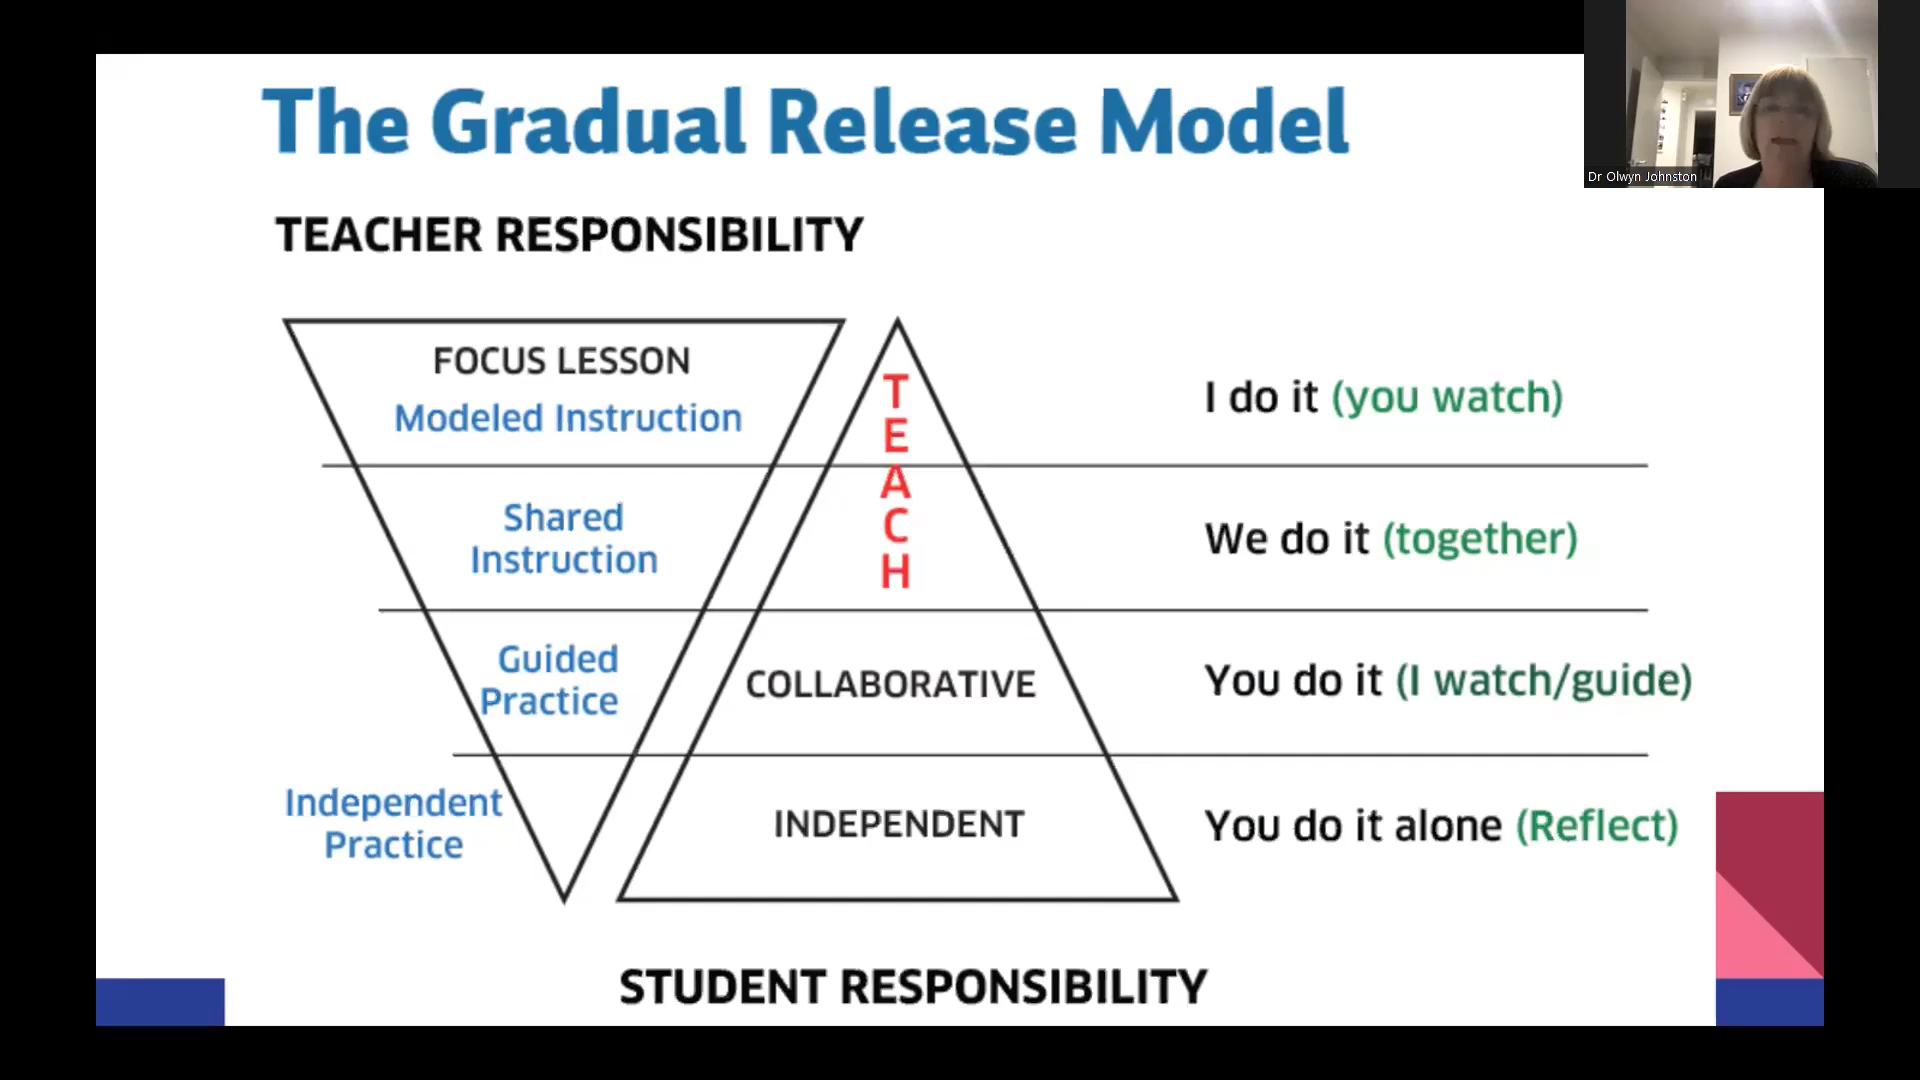 The Gradual Release Model
Dr Olwyn Johnston
TEACHER RESPONSIBILITY
FOCUS LESSON
Modeled Instruction
T
E
A
C
H
I do it (you watch)
Shared
Instruction
We do it (together)
Guided
Practice
COLLABORATIVE
You do it (I watch/guide)
Independent
Practice
INDEPENDENT
You do it alone (Reflect)
STUDENT RESPONSIBILITY